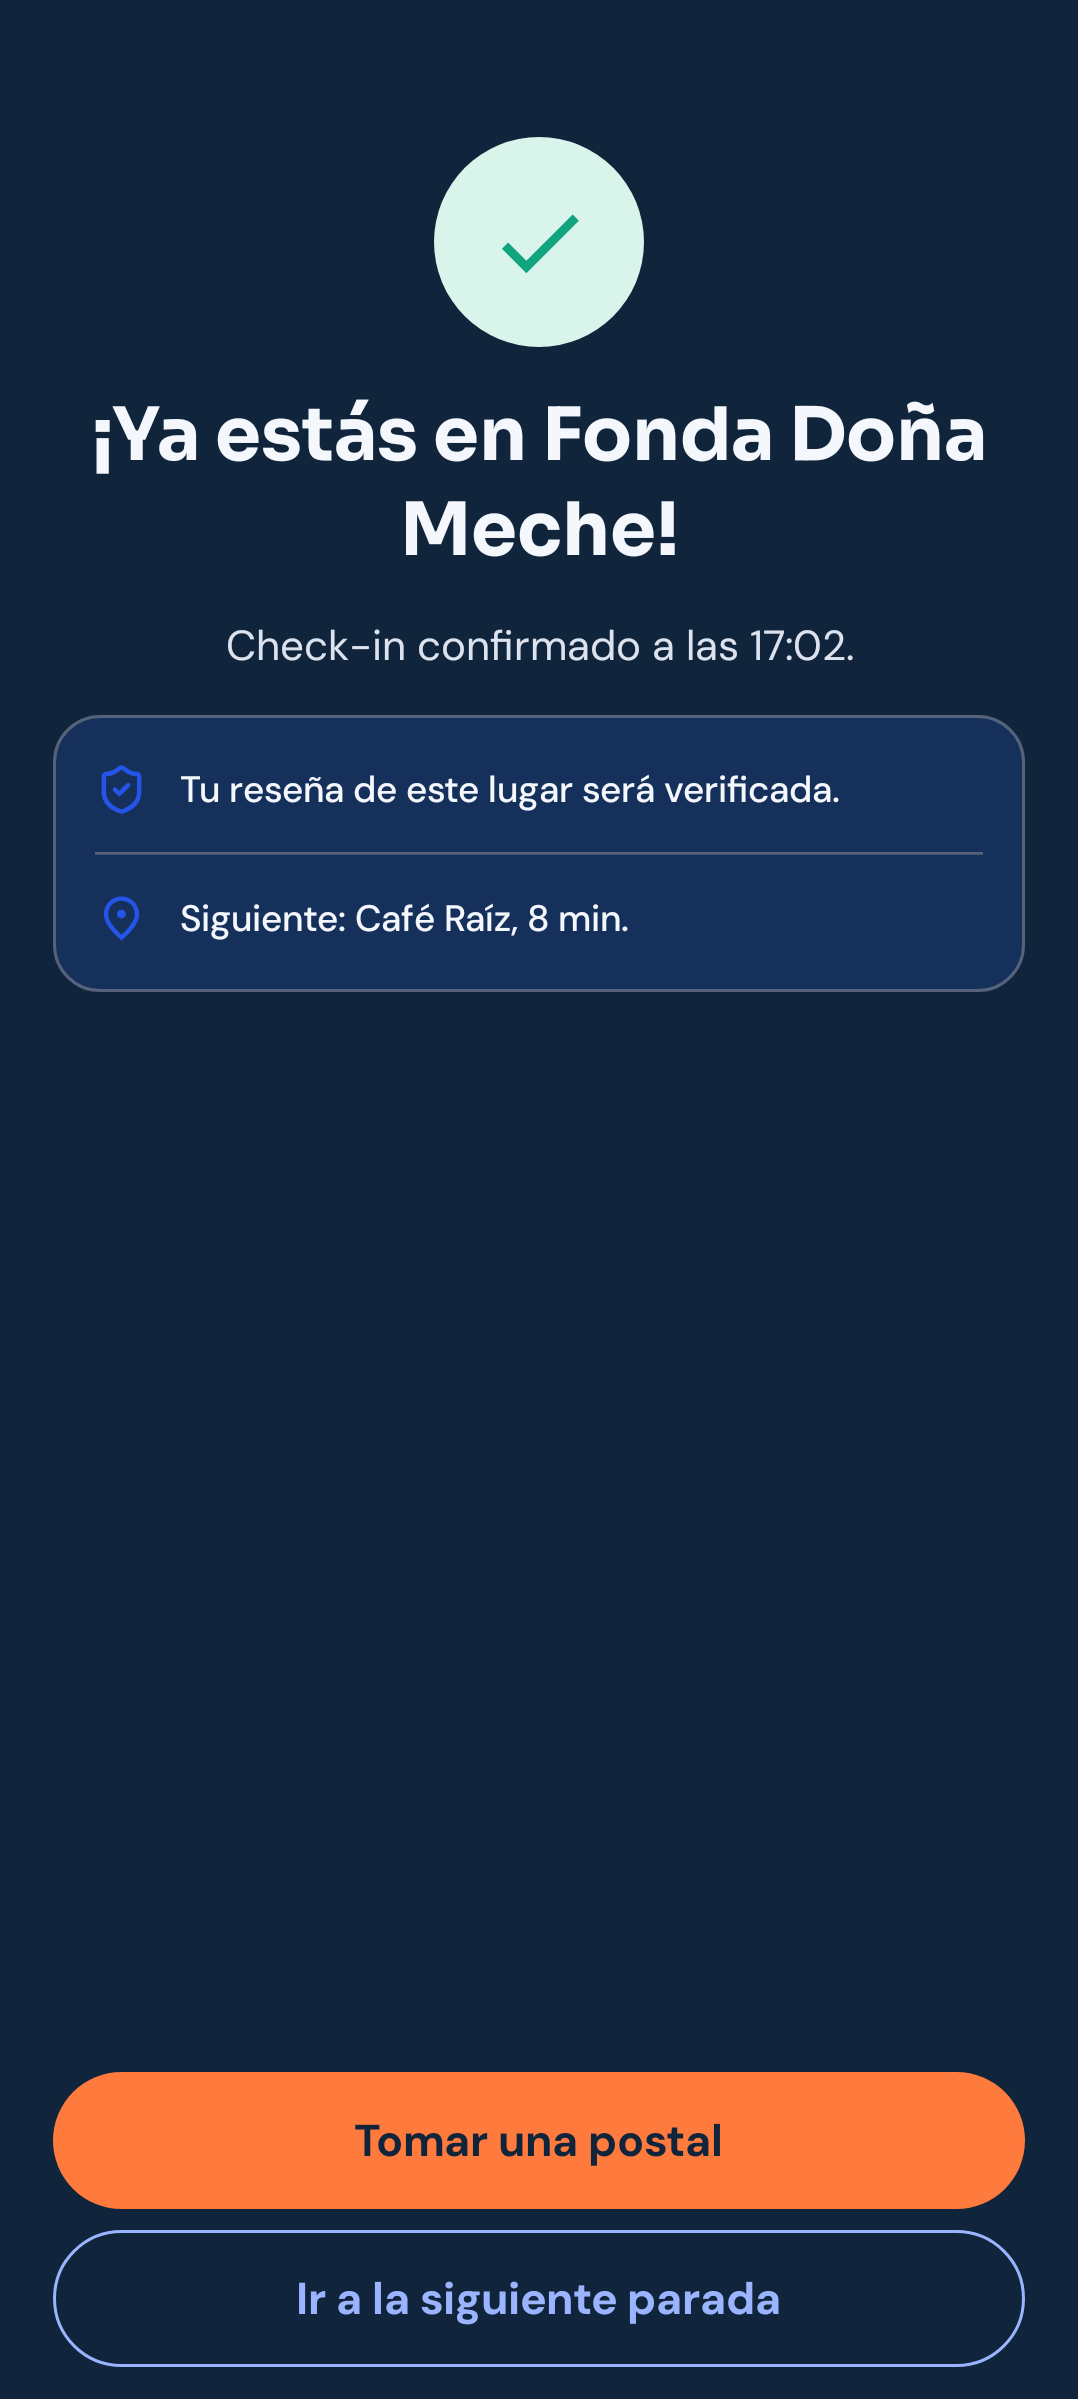 ¡Ya estás en Fonda Doña
Meche!
Check-in confirmado a las 17:02.
Tu reseña de este lugar será verificada.
Siguiente: Café Raíz, 8 min.
Tomar una postal
Ir a la siguiente parada